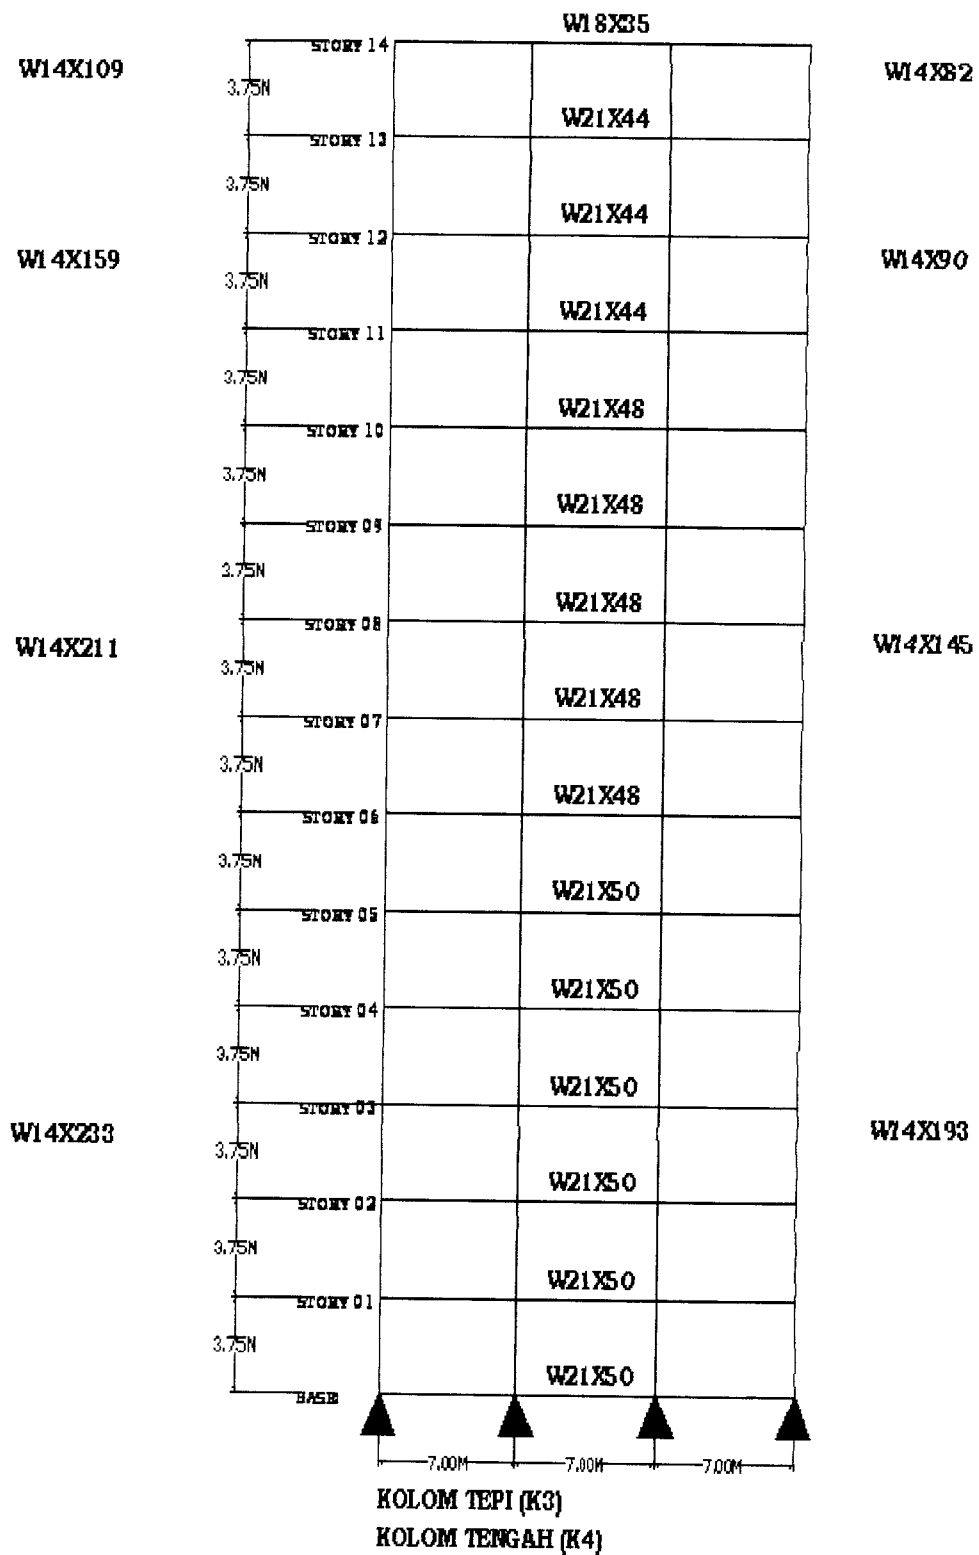 W18X35
STORY 14
W14X109
W14X82
3.75M
W21X44
STORY 13
3.75M
W21X44
STORY 12
W14X159
W14X90
3.75M
W21X44
STORY 11
3.75M
W21X48
STORY 10
3.75M
W21X48
STORY 09
3.75M
W21X48
STORY 08
W14X211
W14X145
3.75M
W21X48
STORY 07
3.75M
W21X48
STORY 06
3.75M
W21X50
STORY 05
3.75M
W21X50
STORY 04
3.75M
W21X50
STORY 03
W14X233
W14X193
3.75M
W21X50
STORY 02
3.75M
W21X50
STORY 01
3.75M
W21X50
BASE
7.00M 7.00M 7.00M
KOLOM TEPI (K3)
KOLOM TENGAH (K4)